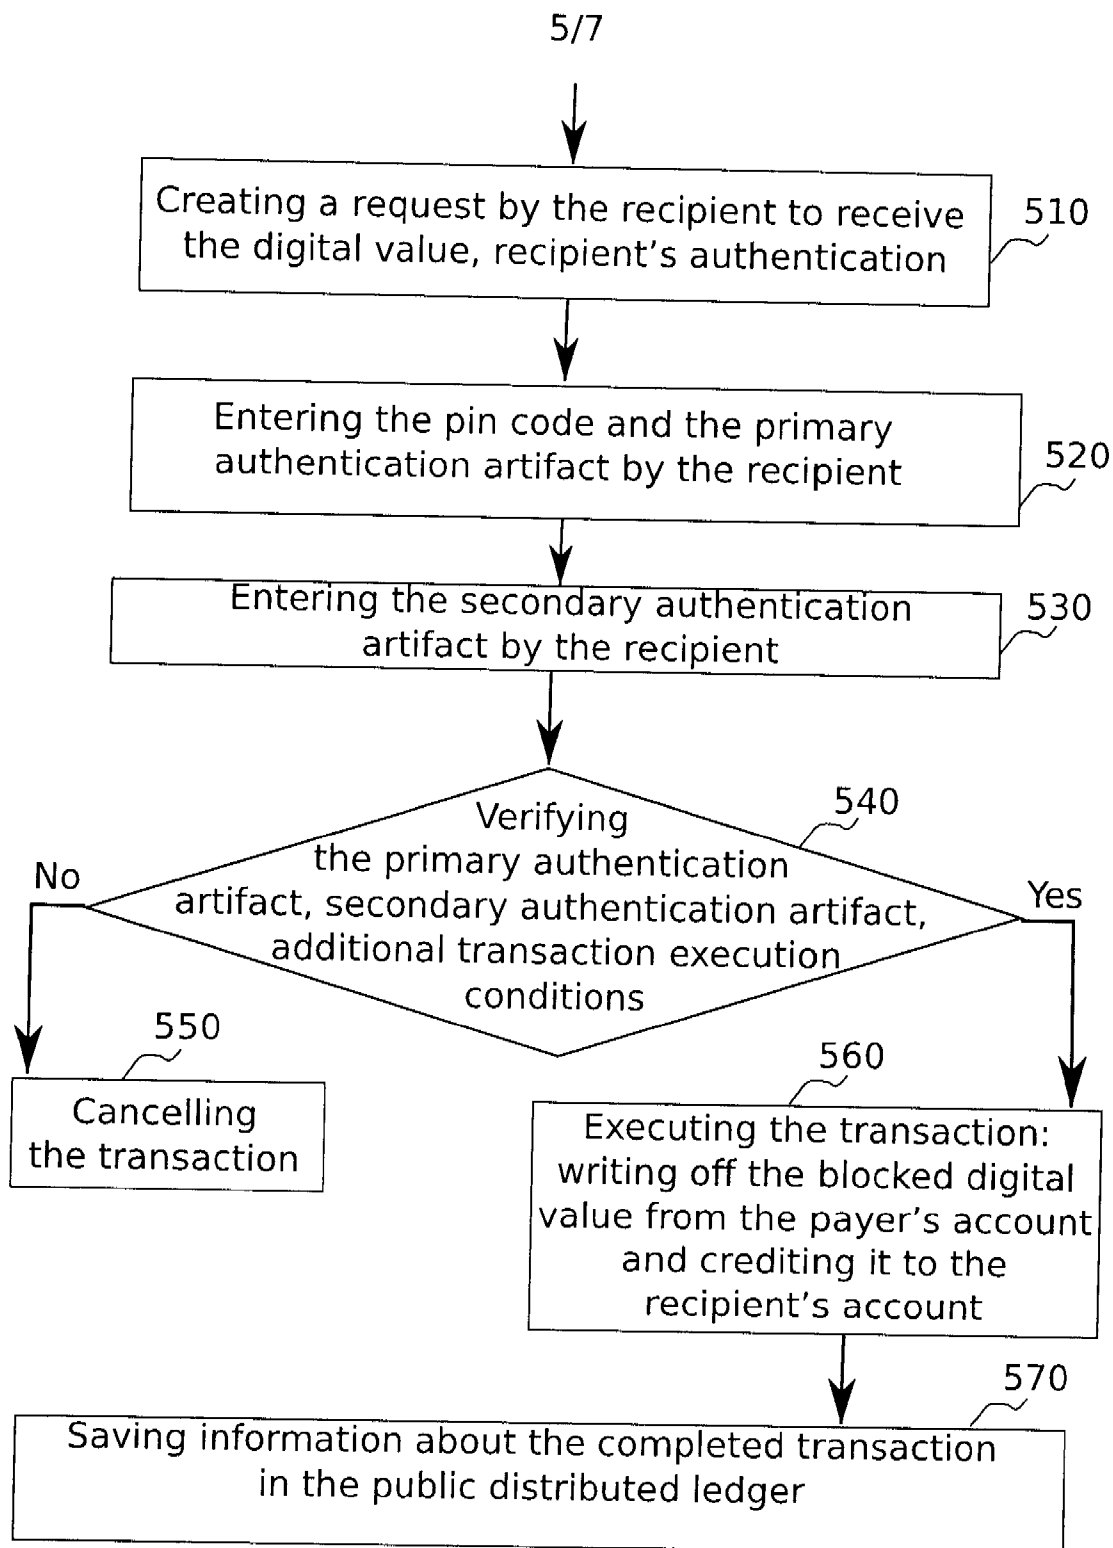 5/7
Creating a request by the recipient to receive
the digital value, recipient's authentication
510
Entering the pin code and the primary
authentication artifact by the recipient
520
Entering the secondary authentication
artifact by the recipient
530
Verifying
the primary authentication
artifact, secondary authentication artifact,
additional transaction execution
conditions
540
No
Yes
550
Cancelling
the transaction
560
Executing the transaction:
writing off the blocked digital
value from the payer's account
and crediting it to the
recipient's account
570
Saving information about the completed transaction
in the public distributed ledger